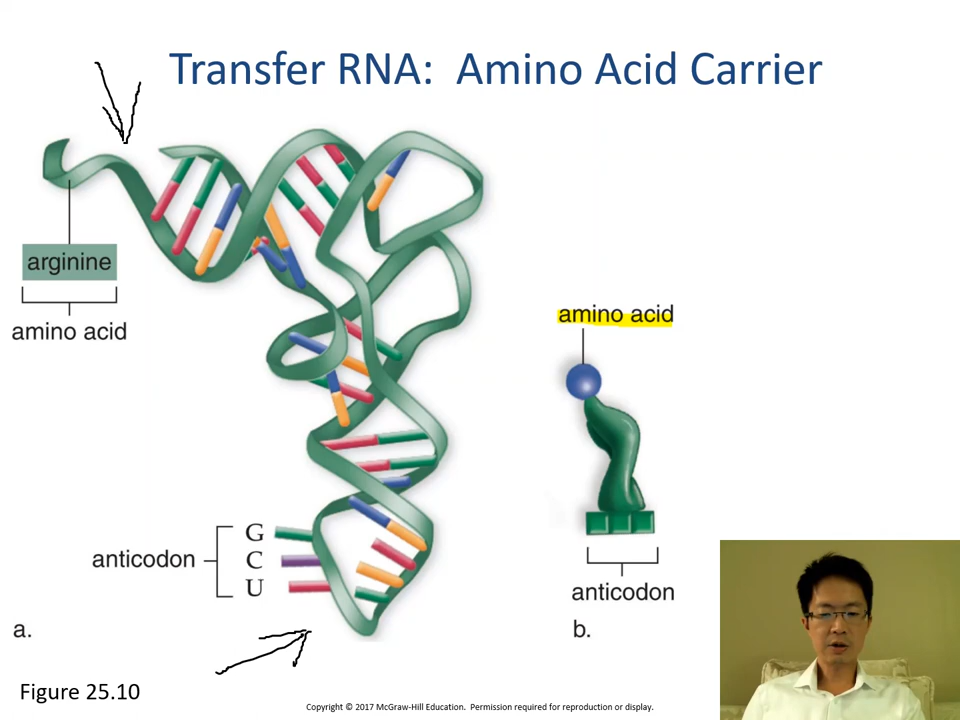 Transfer RNA: Amino Acid Carrier
arginine
amino acid
amino acid
G
anticodon
C
U
anticodon
a.
b.
Figure 25.10
Copyright © 2017 McGraw-Hill Education. Permission required for reproduction or display.